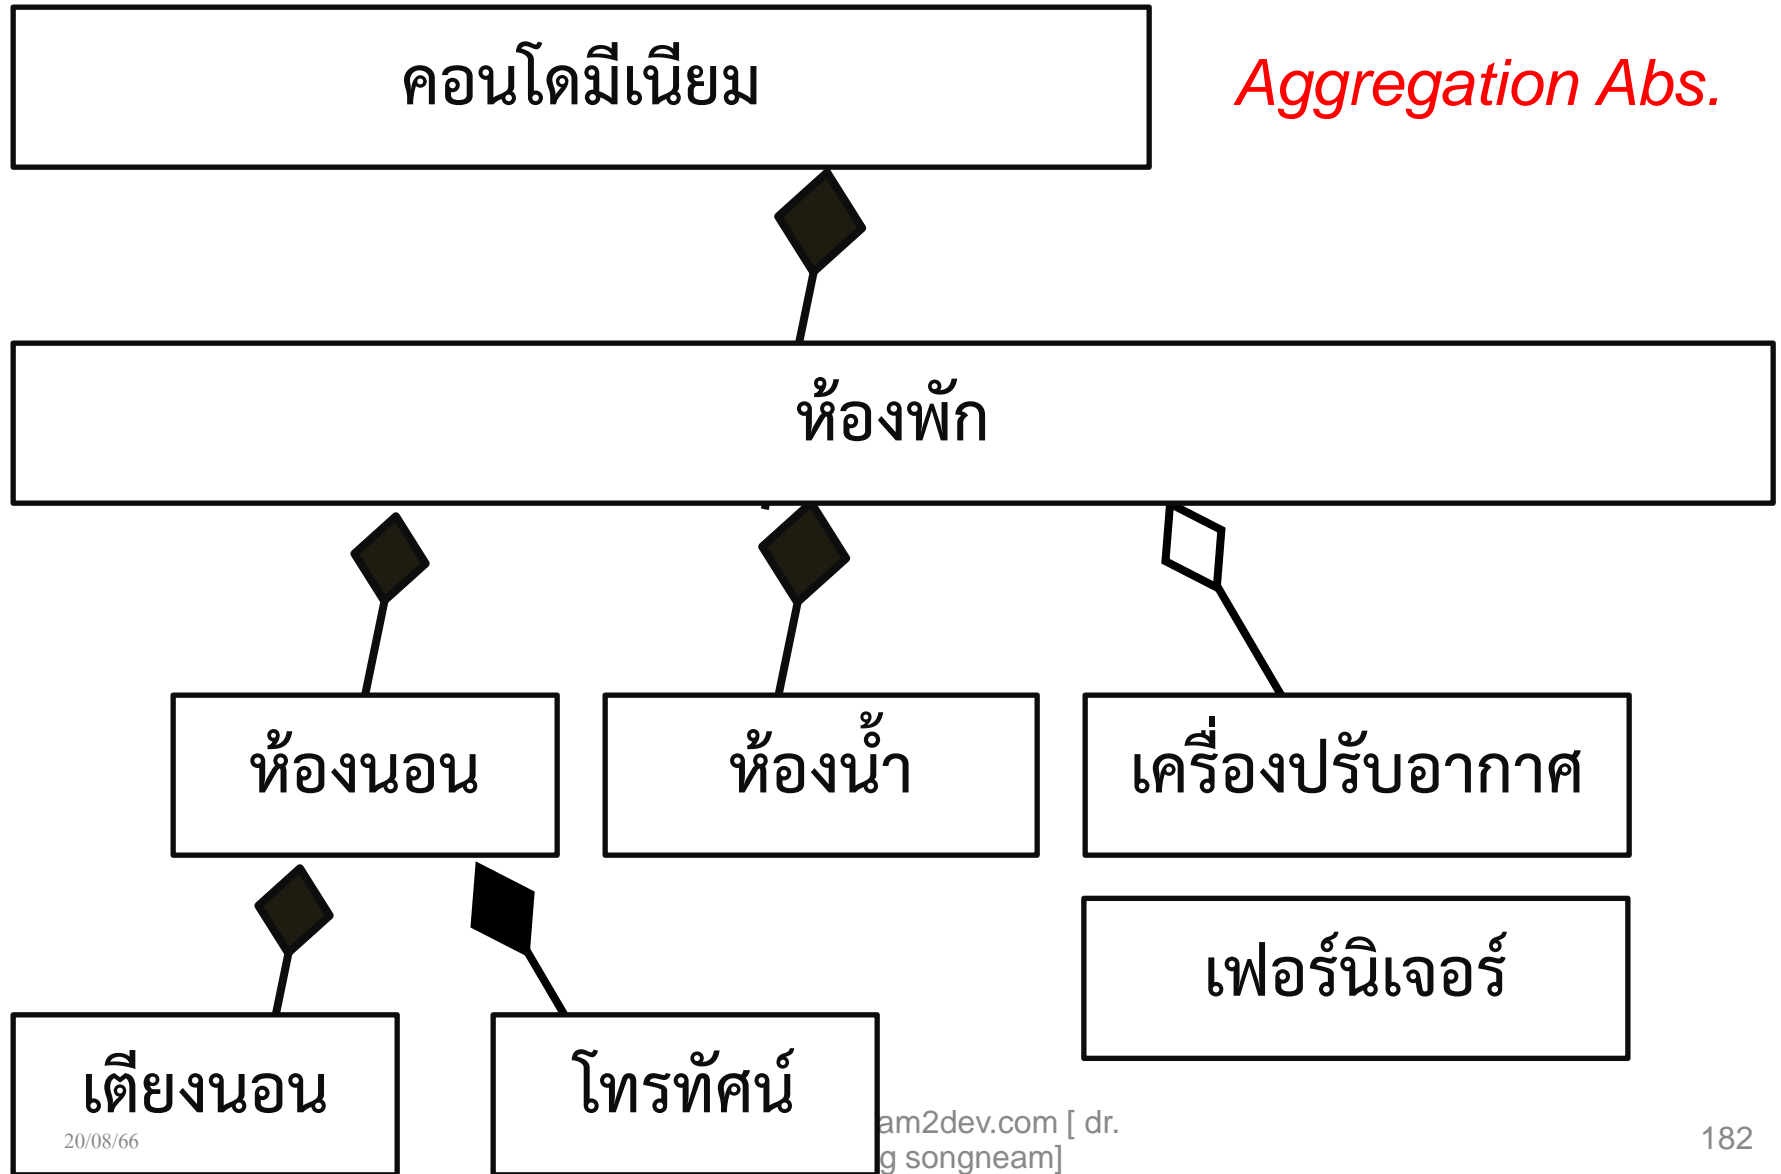 คอนโดมีเนียม
Aggregation Abs.
ห้องพัก
ห้องนอน
ห้องน้ำ
เครื่องปรับอากาศ
เฟอร์นิเจอร์
เตียงนอน
โทรทัศน์
20/08/66
am2dev.com [ dr.
g songneam]
182